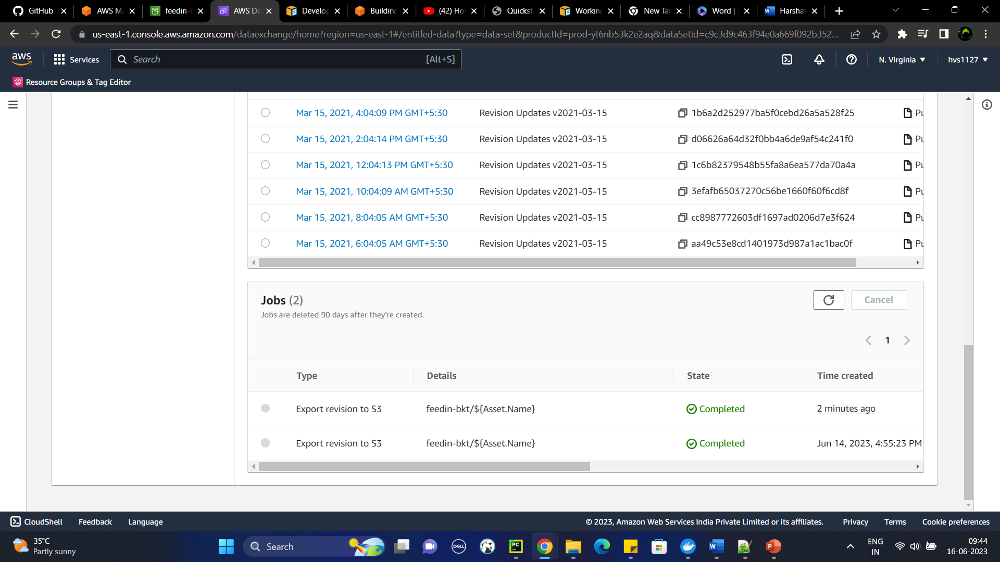 GitHub
AWS M
feedin-
AWS Da
Develop
Building
(42) Ho
Quicksta
Working
New Tab
Word |
Harshav
us-east-1.console.aws.amazon.com/dataexchange/home?region=us-east-1#/entitled-data?type=data-set&productId=prod-yt6nb53k2e2aq&dataSetId=c9c3d9c463f94e0a669f092b352...
aws
Services
Search
[Alt+S]
N. Virginia
hvs1127
Resource Groups & Tag Editor
Mar 15, 2021, 4:04:09 PM GMT+5:30 Revision Updates v2021-03-15 1b6a2d252977ba5f0cebd26a5a528f25 Pu
Mar 15, 2021, 2:04:14 PM GMT+5:30 Revision Updates v2021-03-15 d06626a64d32f0bb4a6de9af54c241f0 Pu
Mar 15, 2021, 12:04:13 PM GMT+5:30 Revision Updates v2021-03-15 1c6b82379548b55fa8a6ea577da70a4a Pu
Mar 15, 2021, 10:04:09 AM GMT+5:30 Revision Updates v2021-03-15 3efafb65037270c56be1660f60f6cd8f Pu
Mar 15, 2021, 8:04:05 AM GMT+5:30 Revision Updates v2021-03-15 cc8987772603df1697ad0206d7e3f624 Pu
Mar 15, 2021, 6:04:05 AM GMT+5:30 Revision Updates v2021-03-15 aa49c53e8cd1401973d987a1ac1bac0f Pu
Jobs (2)
Cancel
Jobs are deleted 90 days after they're created.
1
Type Details State Time created
Export revision to S3 feedin-bkt/${Asset.Name} Completed 2 minutes ago
Export revision to S3 feedin-bkt/${Asset.Name} Completed Jun 14, 2023, 4:55:23 PM
CloudShell Feedback Language
© 2023, Amazon Web Services India Private Limited or its affiliates. Privacy Terms Cookie preferences
35°C
Partly sunny
Search
DELL
PC
W
P
ENG
IN
09:44
16-06-2023